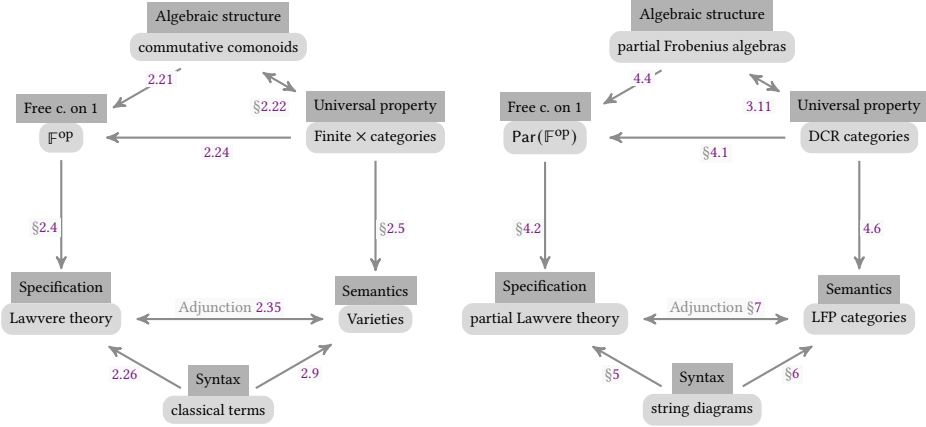 Algebraic structure
commutative comonoids
2.21
§2.22
Free c. on 1
𝔽op
Universal property
Finite × categories
2.24
§2.4
§2.5
Specification
Lawvere theory
Adjunction 2.35
Semantics
Varieties
2.26
2.9
Syntax
classical terms
Algebraic structure
partial Frobenius algebras
4.4
3.11
Free c. on 1
Par(𝔽op)
Universal property
DCR categories
§4.1
§4.2
4.6
Specification
partial Lawvere theory
Adjunction §7
Semantics
LFP categories
§5
§6
Syntax
string diagrams